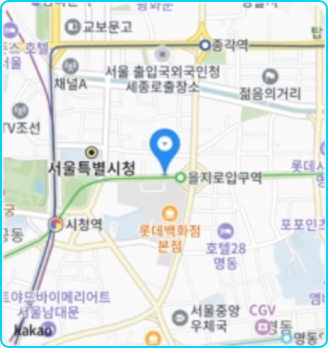 교보문고
종각역
호텔
서울
채널A
서울 출입국외국인청
세종로출장소
젊음의거리
TV조선
서울특별시청
을지로입구역
시청역
롯데백화점
본점
호텔28
명동
포포인츠
트야드바이메리어트
서울남대문
서울중앙
우체국
CGV
명동
kakao